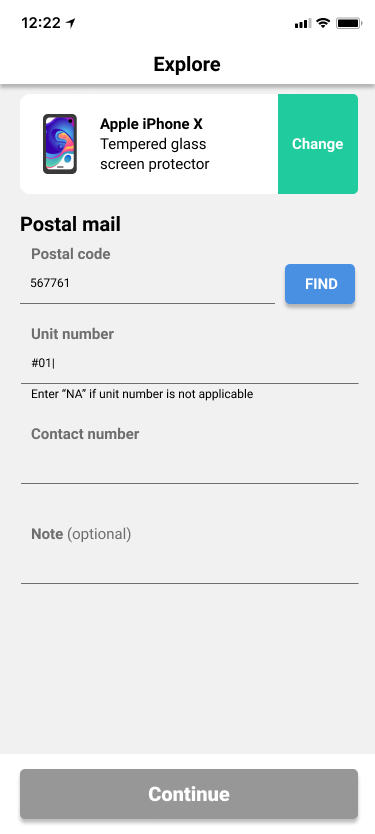 12:22
Explore
Apple iPhone X
Tempered glass
screen protector
Change
Postal mail
Postal code
567761
FIND
Unit number
#01|
Enter “NA” if unit number is not applicable
Contact number
Note (optional)
Continue